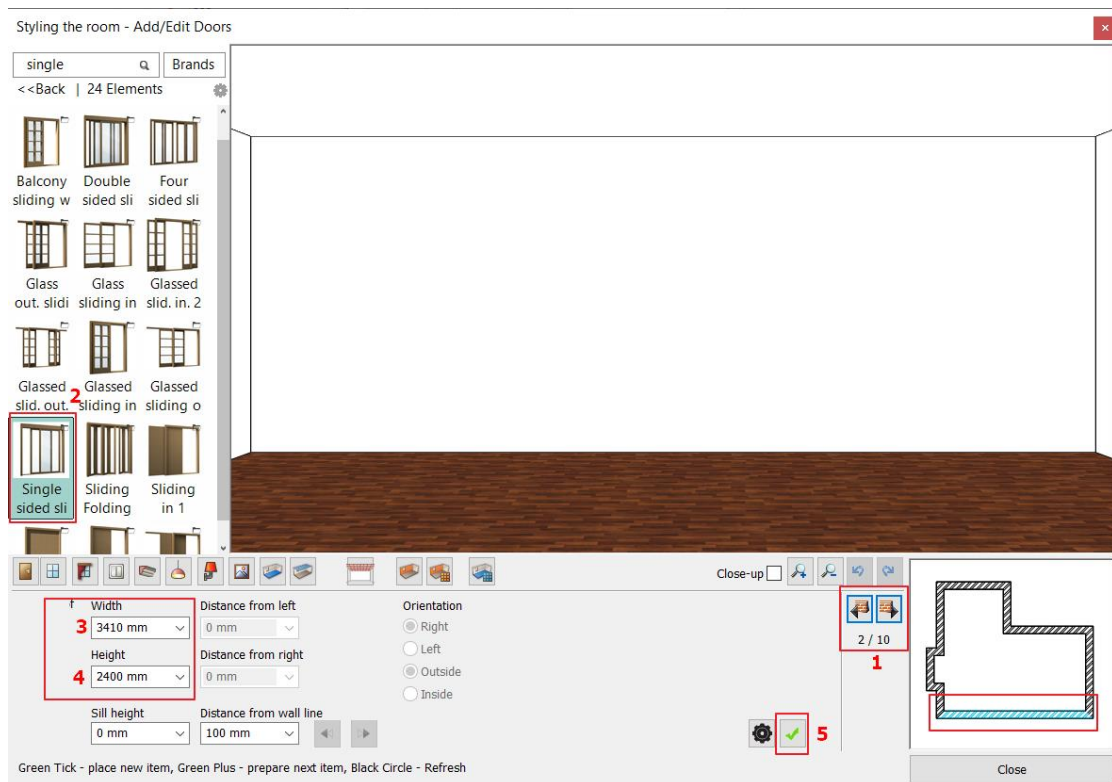 Styling the room - Add/Edit Doors
×
single
Brands
<<Back | 24 Elements
Balcony Double Four
sliding w sided sli sided sli
Glass Glass Glassed
out. slidi sliding in slid. in. 2
Glassed Glassed Glassed
slid. out. sliding in sliding o
2
Single Sliding Sliding
sided sli Folding in 1
Close-up
Width Distance from left Orientation
3 3410 mm 0 mm Right
Left
Height Distance from right
4 2400 mm 0 mm Outside
Inside
Sill height Distance from wall line
0 mm 100 mm
2 / 10
1
5
Green Tick - place new item, Green Plus - prepare next item, Black Circle - Refresh
Close